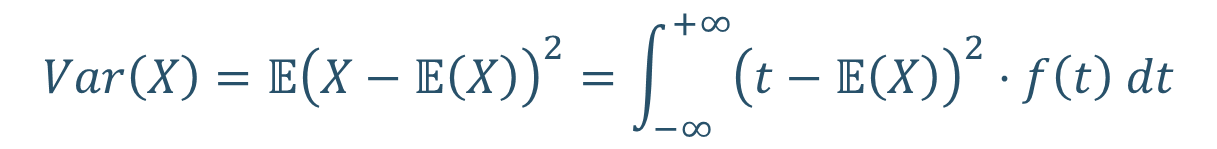 Var(X) = 𝔼(X − 𝔼(X))² = ∫₋∞⁺∞ (t − 𝔼(X))² · f(t) dt